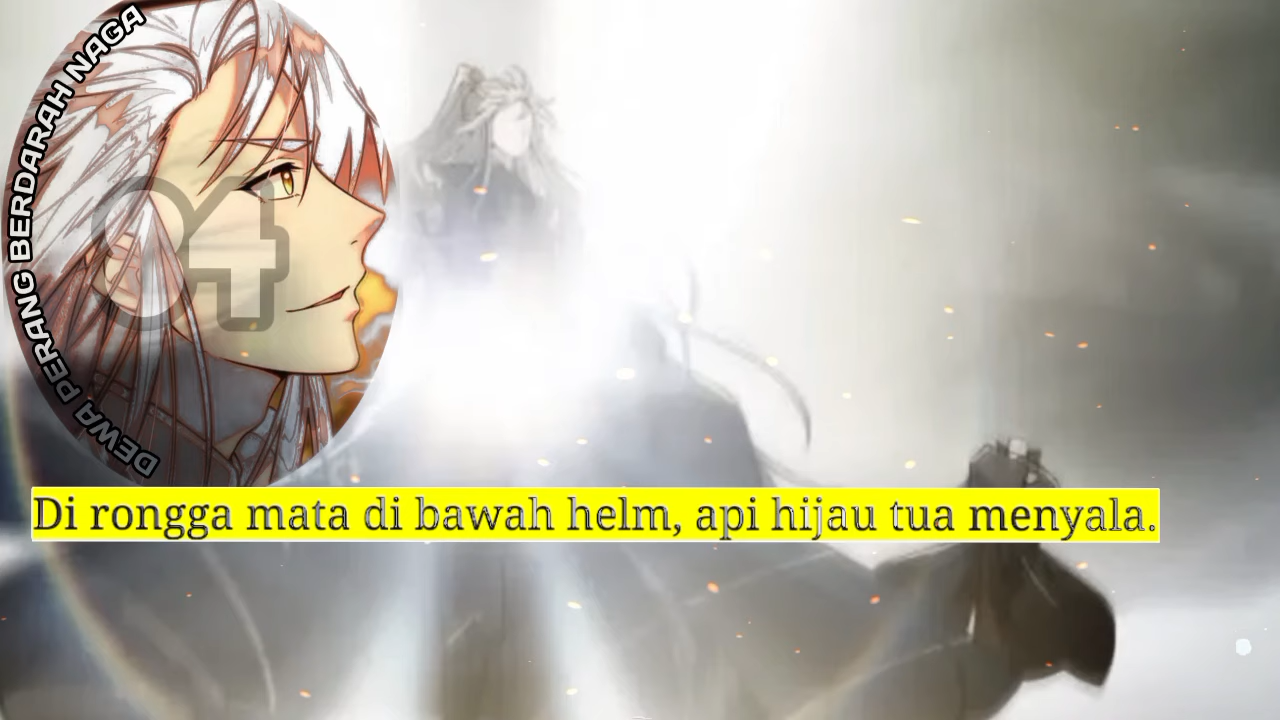 DEWA PERANG BERDARAH NAGA
Di rongga mata di bawah helm, api hijau tua menyala.